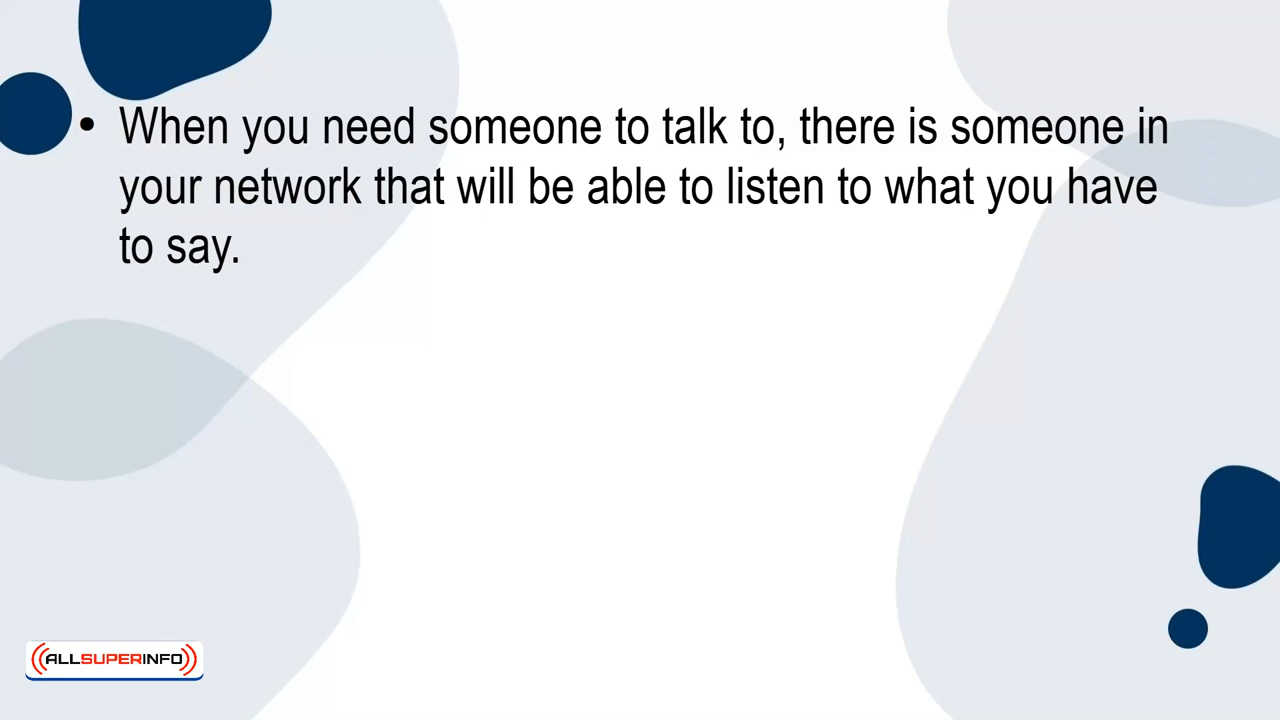 • When you need someone to talk to, there is someone in
your network that will be able to listen to what you have
to say.
ALLSUPERINFO